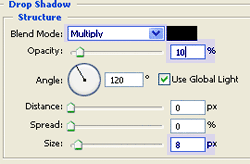 Drop Shadow
Structure
Blend Mode: Multiply
Opacity: 10 %
Angle: 120 ° Use Global Light
Distance: 0 px
Spread: 0 %
Size: 8 px